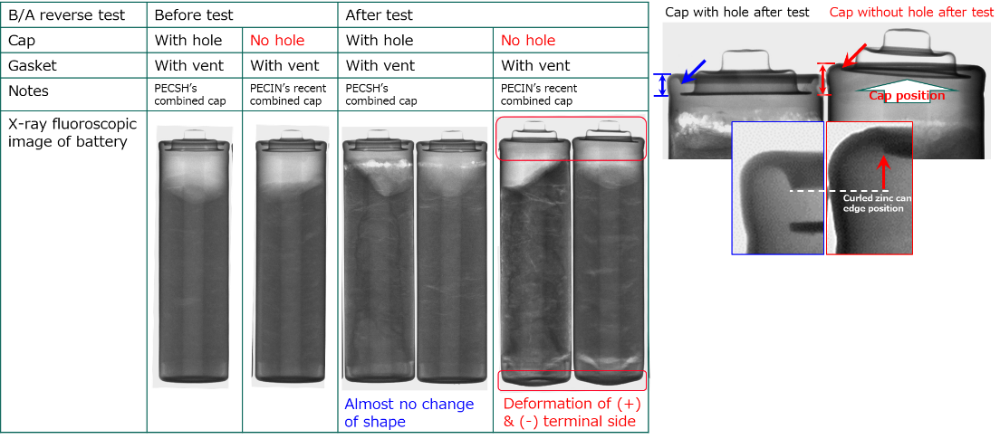 B/A reverse test
Before test
After test
Cap
With hole
No hole
With hole
No hole
Gasket
With vent
With vent
With vent
With vent
Notes
PECSH's
combined cap
PECIN's recent
combined cap
PECSH's
combined cap
PECIN's recent
combined cap
X-ray fluoroscopic
image of battery
Almost no change
of shape
Deformation of (+)
& (-) terminal side
Cap with hole after test
Cap without hole after test
Cap position
Curled zinc can
edge position